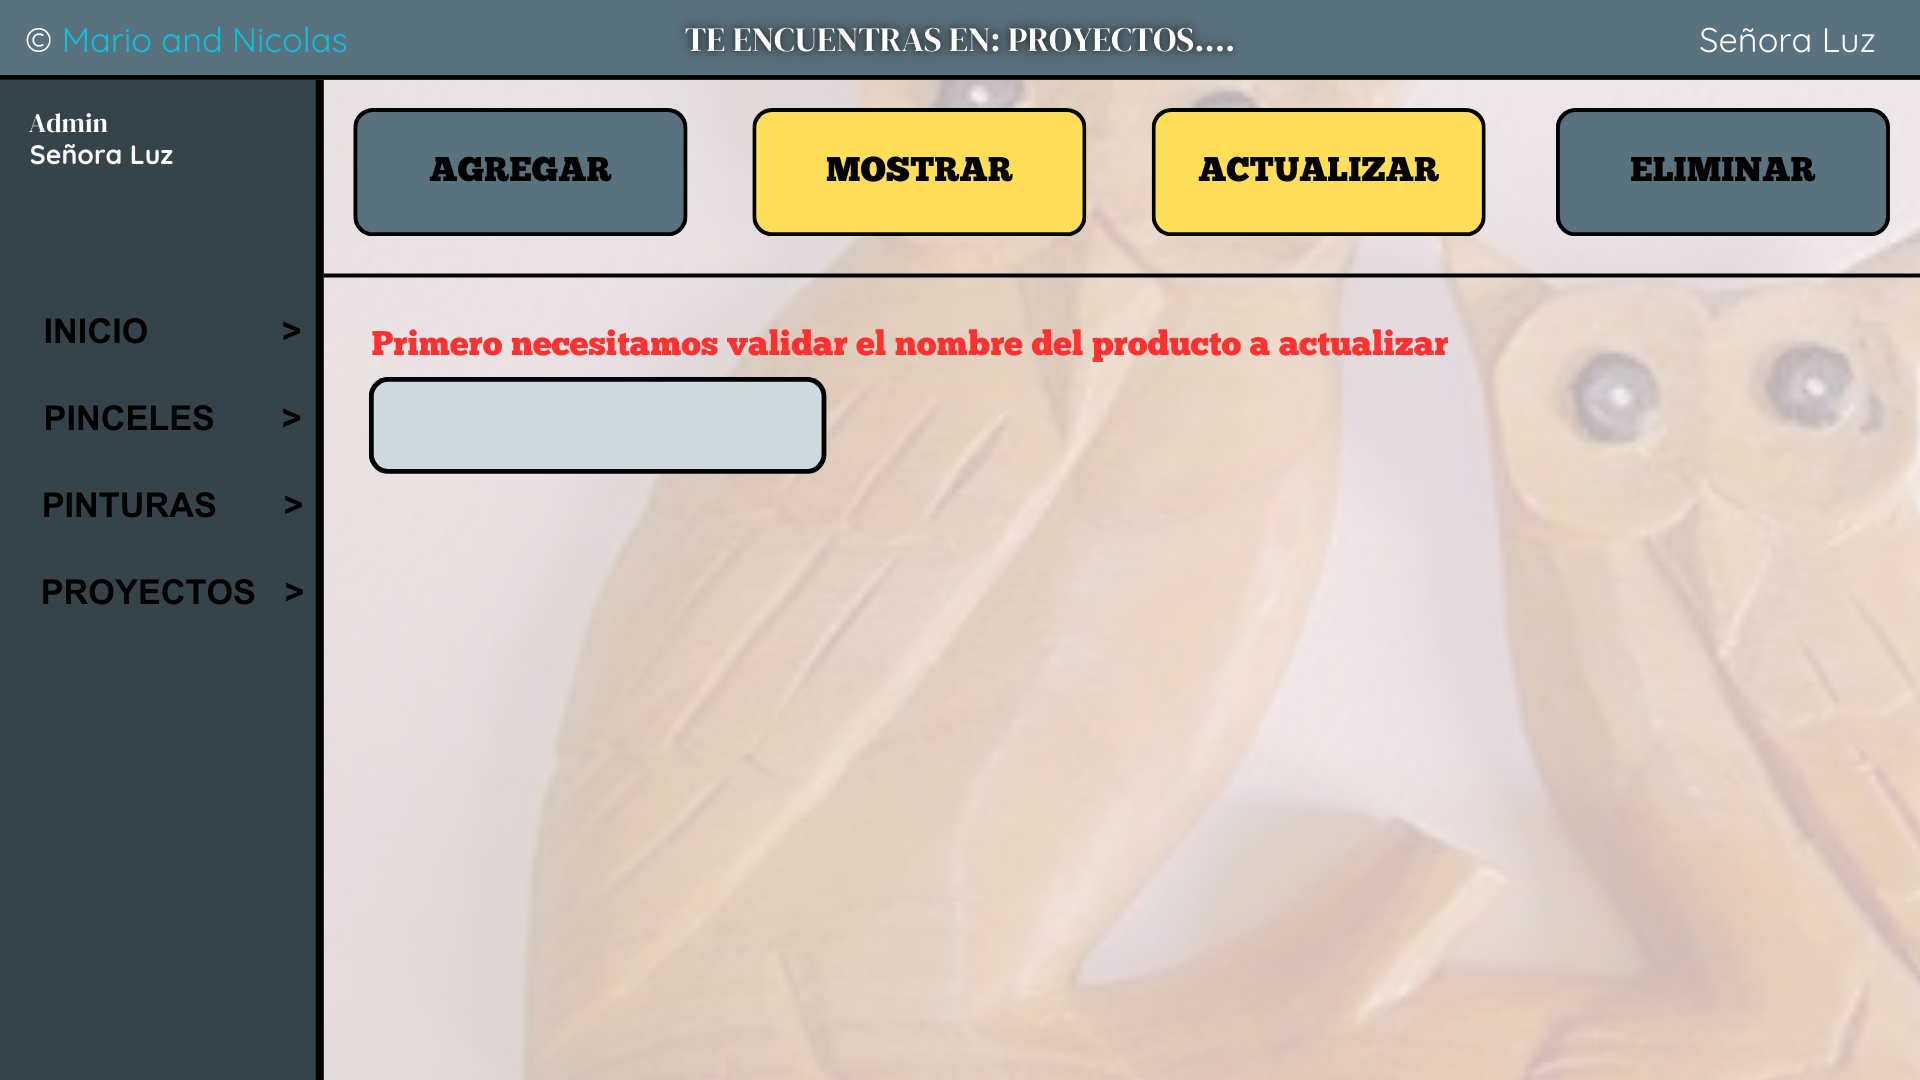 © Mario and Nicolas
TE ENCUENTRAS EN: PROYECTOS....
Señora Luz
Admin
Señora Luz
AGREGAR
MOSTRAR
ACTUALIZAR
ELIMINAR
INICIO >
PINCELES >
PINTURAS >
PROYECTOS >
Primero necesitamos validar el nombre del producto a actualizar